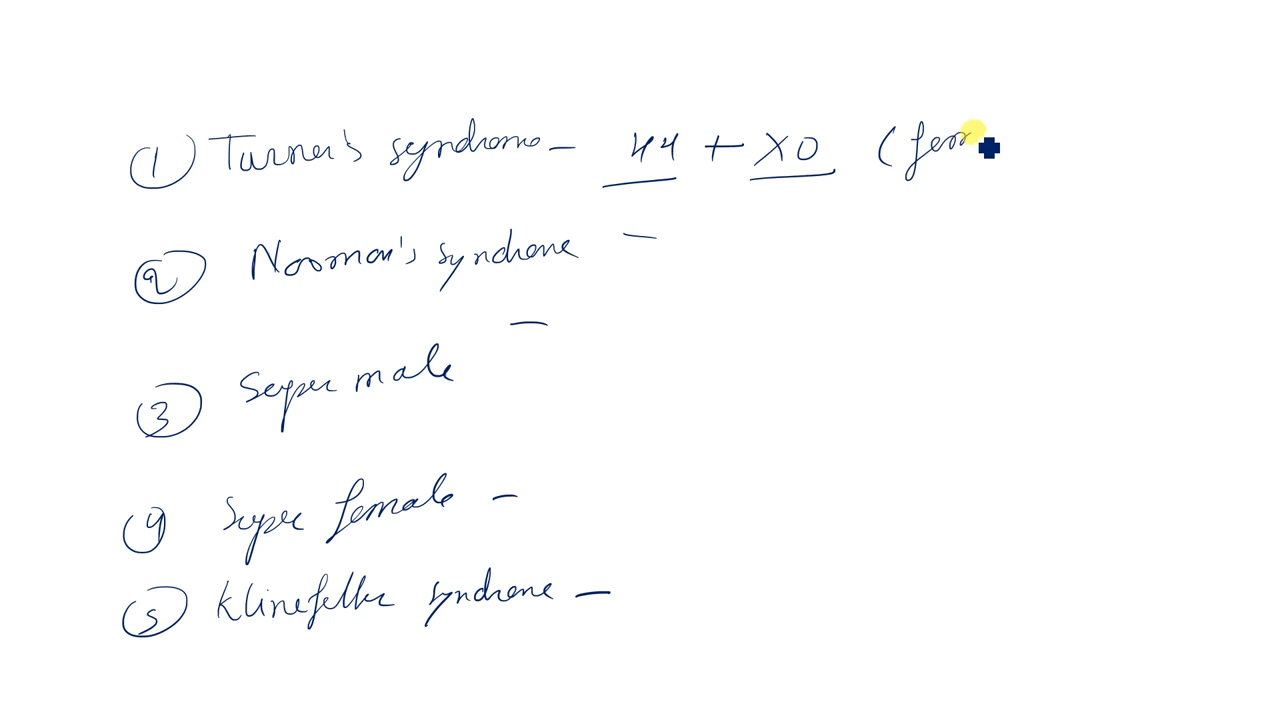 ① Turner's syndrome – 44 + XO (fem
② Noonan's syndrome –
③ Super male –
④ Super female –
⑤ Klinefelter syndrome –